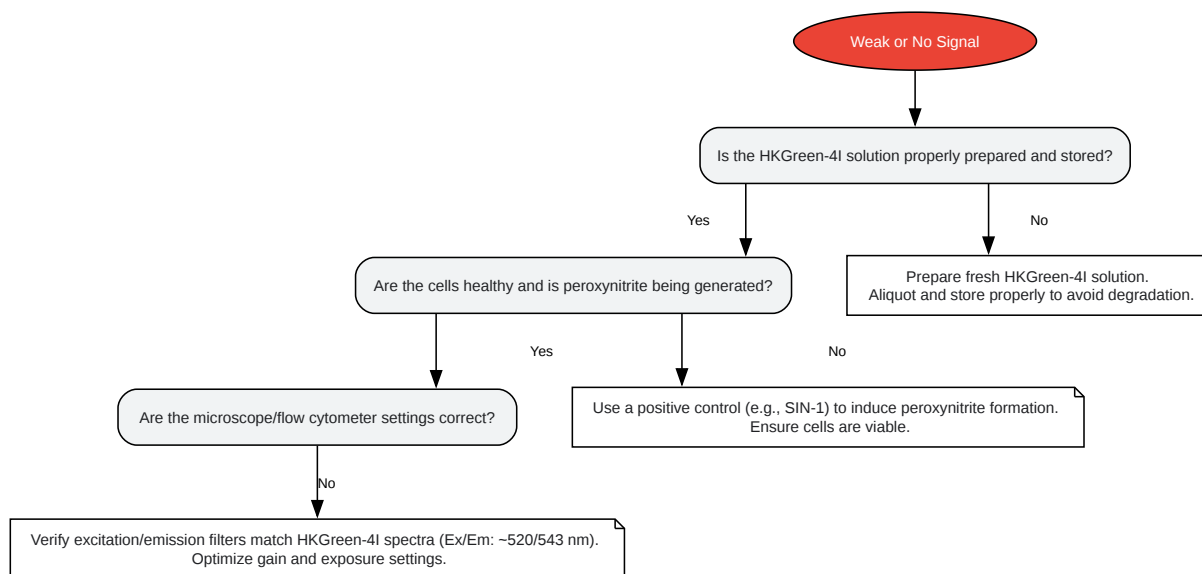 Weak or No Signal
Is the HKGreen-4I solution properly prepared and stored?
Yes
No
Prepare fresh HKGreen-4I solution.
Aliquot and store properly to avoid degradation.
Are the cells healthy and is peroxynitrite being generated?
Yes
No
Use a positive control (e.g., SIN-1) to induce peroxynitrite formation.
Ensure cells are viable.
Are the microscope/flow cytometer settings correct?
No
Verify excitation/emission filters match HKGreen-4I spectra (Ex/Em: ~520/543 nm).
Optimize gain and exposure settings.